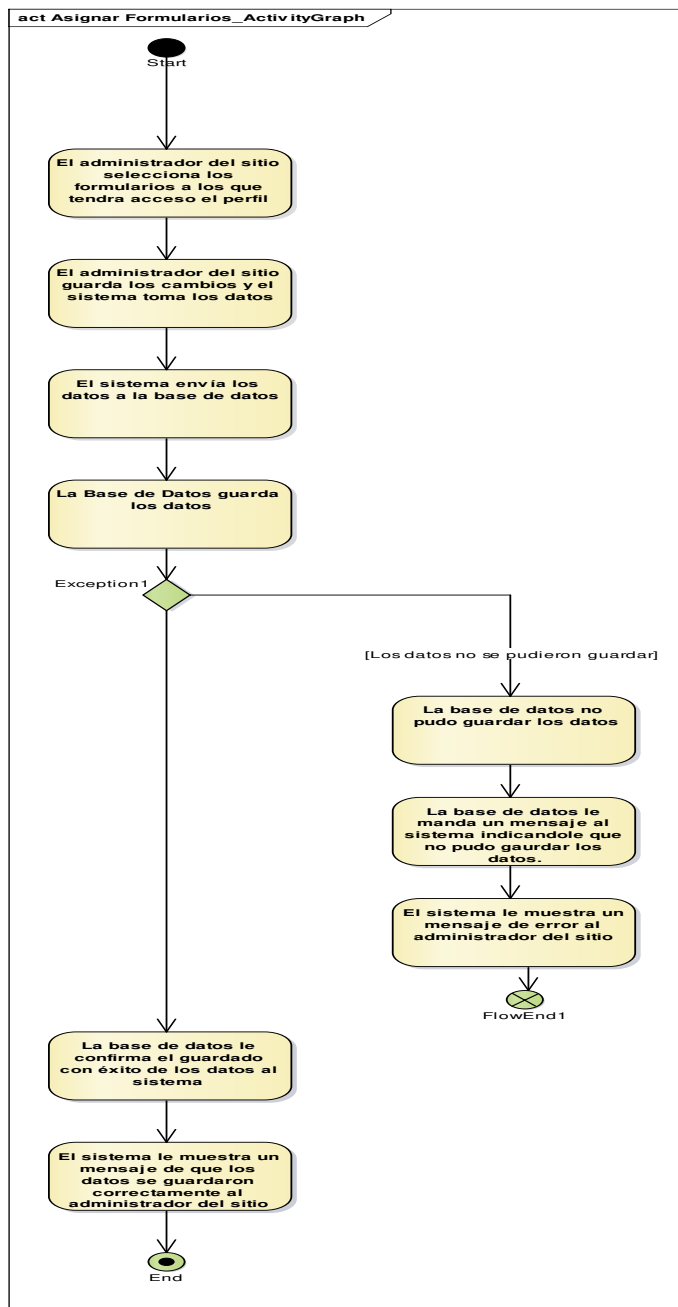 act Asignar Formularios_ActivityGraph
Start
El administrador del sitio
selecciona los
formularios a los que
tendra acceso el perfil
El administrador del sitio
guarda los cambios y el
sistema toma los datos
El sistema envía los
datos a la base de datos
La Base de Datos guarda
los datos
Exception1
[Los datos no se pudieron guardar]
La base de datos no
pudo guardar los datos
La base de datos le
manda un mensaje al
sistema indicandole que
no pudo gaurdar los
datos.
El sistema le muestra un
mensaje de error al
administrador del sitio
FlowEnd1
La base de datos le
confirma el guardado
con éxito de los datos al
sistema
El sistema le muestra un
mensaje de que los
datos se guardaron
correctamente al
administrador del sitio
End